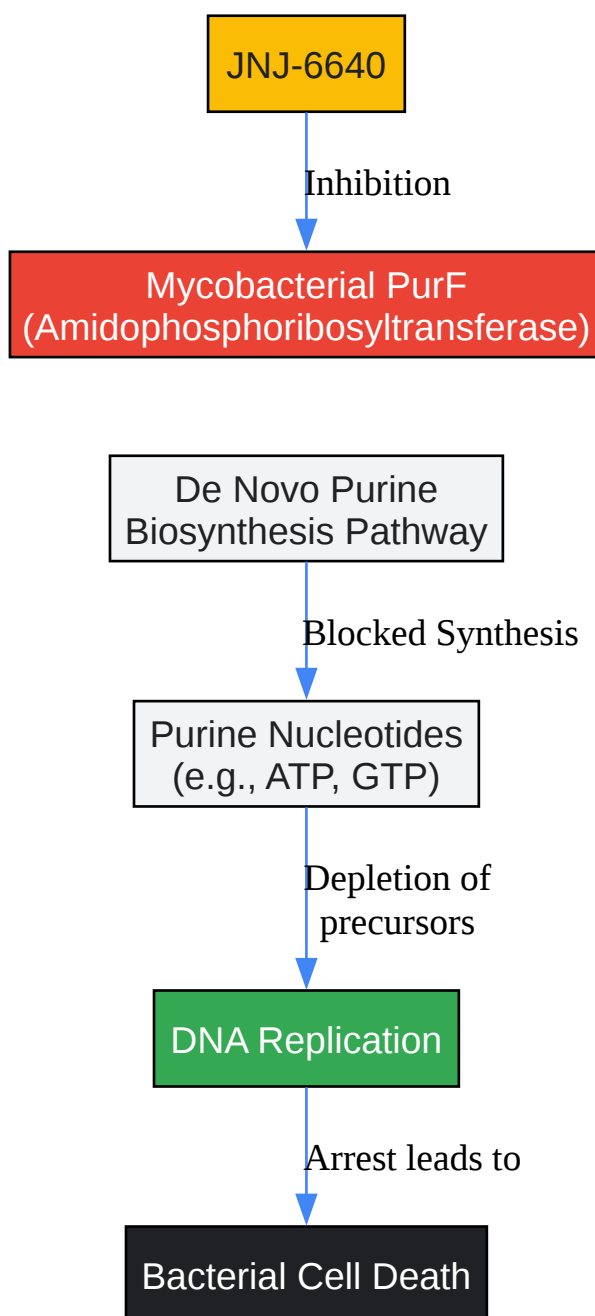 JNJ-6640
Inhibition
Mycobacterial PurF
(Amidophosphoribosyltransferase)
De Novo Purine
Biosynthesis Pathway
Blocked Synthesis
Purine Nucleotides
(e.g., ATP, GTP)
Depletion of
precursors
DNA Replication
Arrest leads to
Bacterial Cell Death